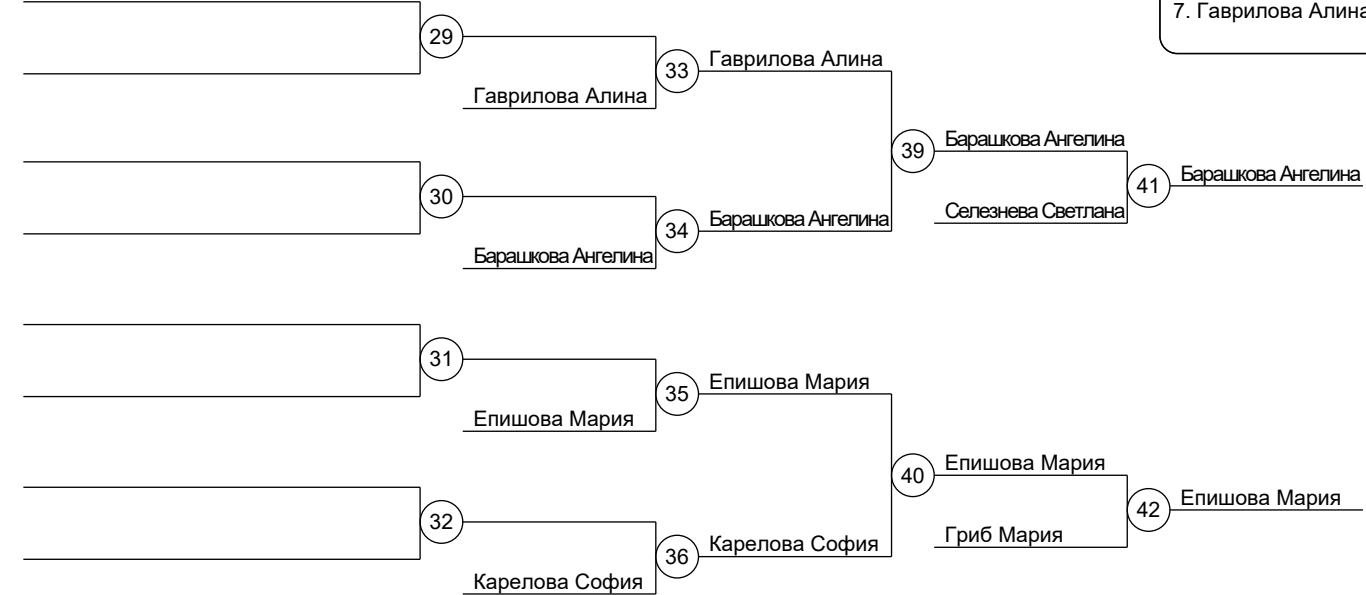 7. Гаврилова Алина
29
Гаврилова Алина
33
Гаврилова Алина
30
Барашкова Ангелина
34
Барашкова Ангелина
39
Барашкова Ангелина
Селезнева Светлана
41
Барашкова Ангелина
31
Епишова Мария
35
Епишова Мария
32
Карелова София
36
Карелова София
40
Епишова Мария
Гриб Мария
42
Епишова Мария